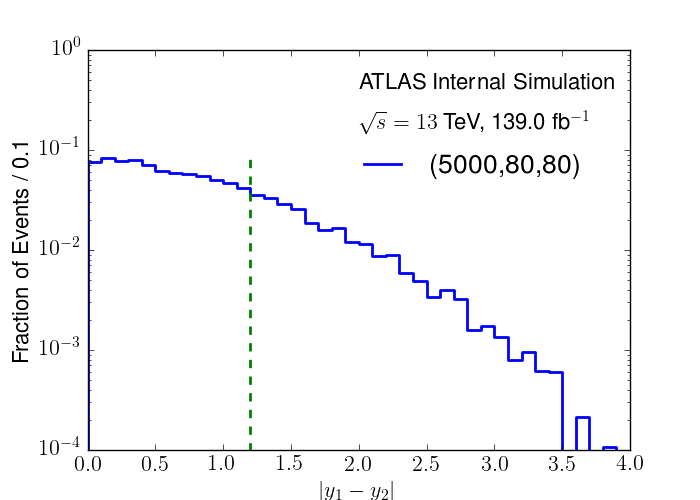 10⁰
10⁻¹
10⁻²
10⁻³
10⁻⁴
Fraction of Events / 0.1
ATLAS Internal Simulation
√s = 13 TeV, 139.0 fb⁻¹
(5000,80,80)
0.0 0.5 1.0 1.5 2.0 2.5 3.0 3.5 4.0
|y₁ − y₂|